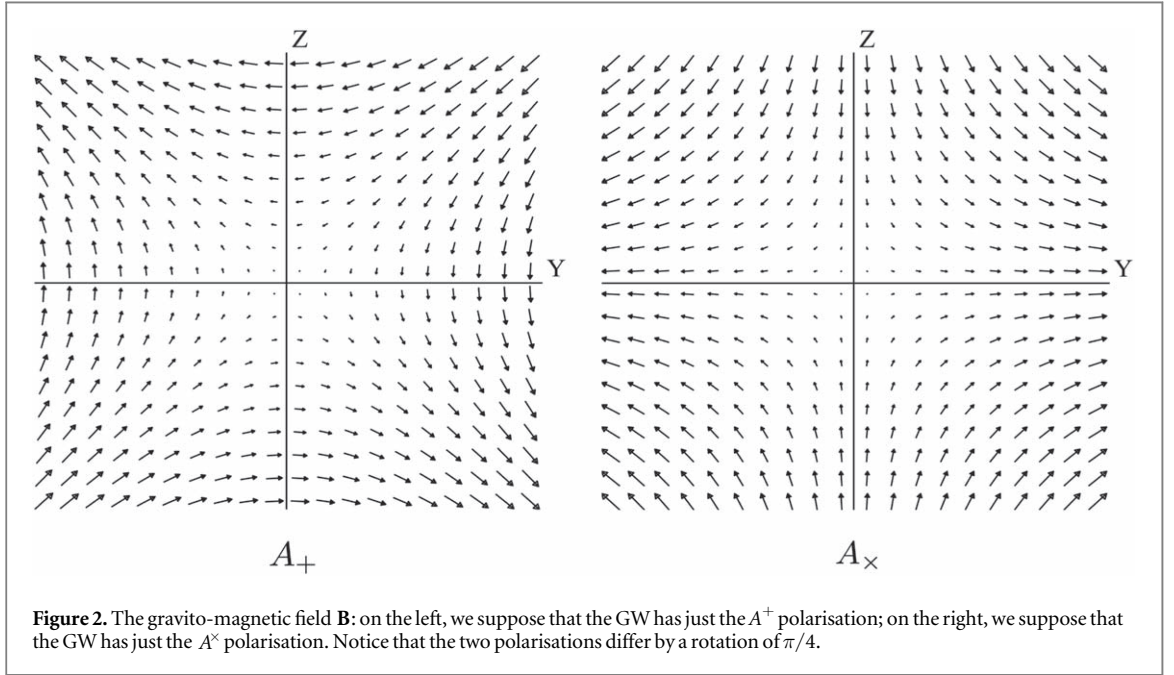 Z Z
Y Y
A₊ A×
Figure 2. The gravito-magnetic field B: on the left, we suppose that the GW has just the A⁺ polarisation; on the right, we suppose that
the GW has just the A× polarisation. Notice that the two polarisations differ by a rotation of π/4.